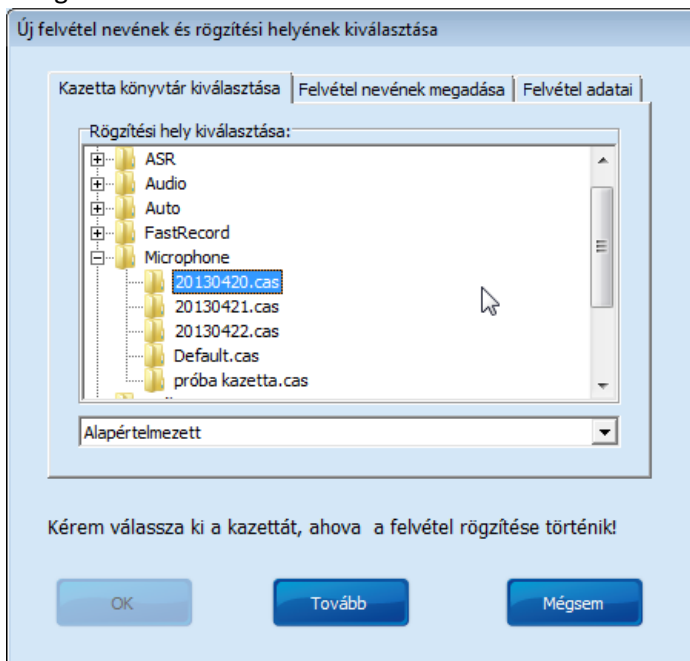 Új felvétel nevének és rögzítési helyének kiválasztása
Kazetta könyvtár kiválasztása Felvétel nevének megadása Felvétel adatai
Rögzítési hely kiválasztása:
ASR
Audio
Auto
FastRecord
Microphone
20130420.cas
20130421.cas
20130422.cas
Default.cas
próba kazetta.cas
Alapértelmezett
Kérem válassza ki a kazettát, ahova a felvétel rögzítése történik!
OK Tovább Mégsem